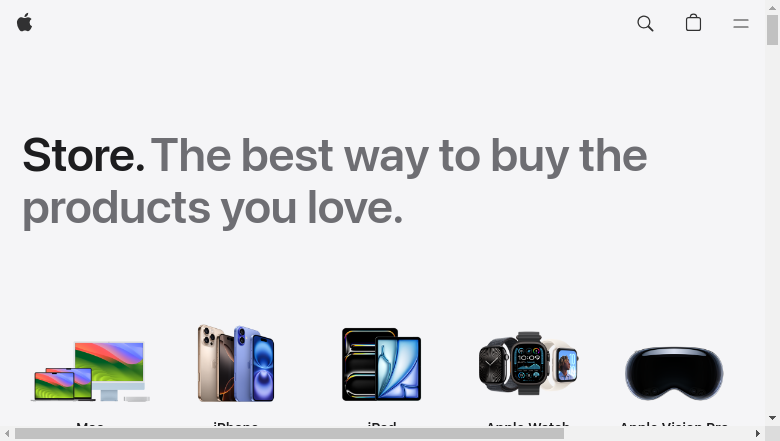 Store. The best way to buy the
products you love.
Mac
iPhone
iPad
Apple Watch
Apple Vision Pro